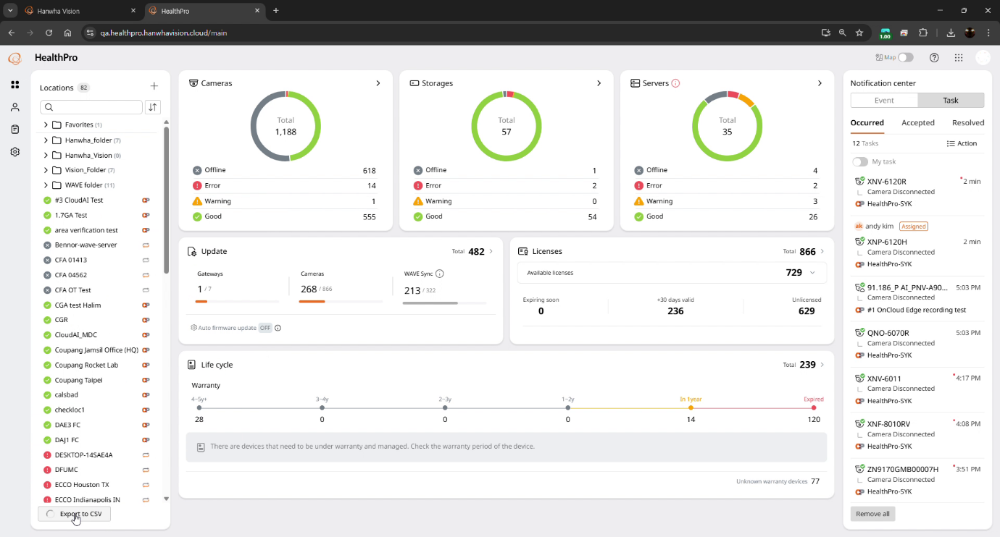 Hanwha Vision
HealthPro
qa.healthpro.hanwhavision.cloud/main
1.00
HealthPro
Map
Locations 82
Favorites (1)
Hanwha_folder (7)
Hanwha_Vision (0)
Vision_Folder (7)
WAVE folder (11)
#3 CloudAI Test
1.7GA Test
area verification test
Bennor-wave-server
CFA 01413
CFA 04562
CFA OT Test
CGA test Halim
CGR
CloudAI_MDC
Coupang Jamsil Office (HQ)
Coupang Rocket Lab
Coupang Taipei
calsbad
checkloc1
DAE3 FC
DAJ1 FC
DESKTOP-14SAE4A
DFUMC
ECCO Houston TX
ECCO Indianapolis IN
Export to CSV
Cameras
Total
1,188
Offline 618
Error 14
Warning 1
Good 555
Storages
Total
57
Offline 1
Error 2
Warning 0
Good 54
Servers
Total
35
Offline 4
Error 2
Warning 3
Good 26
Update Total 482
Gateways
1 / 7
Cameras
268 / 866
WAVE Sync
213 / 322
Auto firmware update OFF
Licenses Total 866
Available licenses 729
Expiring soon
0
+30 days valid
236
Unlicensed
629
Life cycle Total 239
Warranty
4~5y+ 3~4y 2~3y 1~2y In 1year Expired
28 0 0 0 14 120
There are devices that need to be under warranty and managed. Check the warranty period of the device.
Unknown warranty devices 77
Notification center
Event Task
Occurred Accepted Resolved
12 Tasks Action
My task
XNV-6120R 2 min
Camera Disconnected
HealthPro-SYK
ak andy kim Assigned
XNP-6120H 2 min
Camera Disconnected
HealthPro-SYK
91.186_P AI_PNV-A90... 5:03 PM
Camera Disconnected
#1 OnCloud Edge recording test
QNO-6070R 5:03 PM
Camera Disconnected
HealthPro-SYK
XNV-6011 4:17 PM
Camera Disconnected
HealthPro-SYK
XNF-8010RV 4:08 PM
Camera Disconnected
HealthPro-SYK
ZN9170GMB00007H 3:51 PM
Camera Disconnected
HealthPro-SYK
Remove all